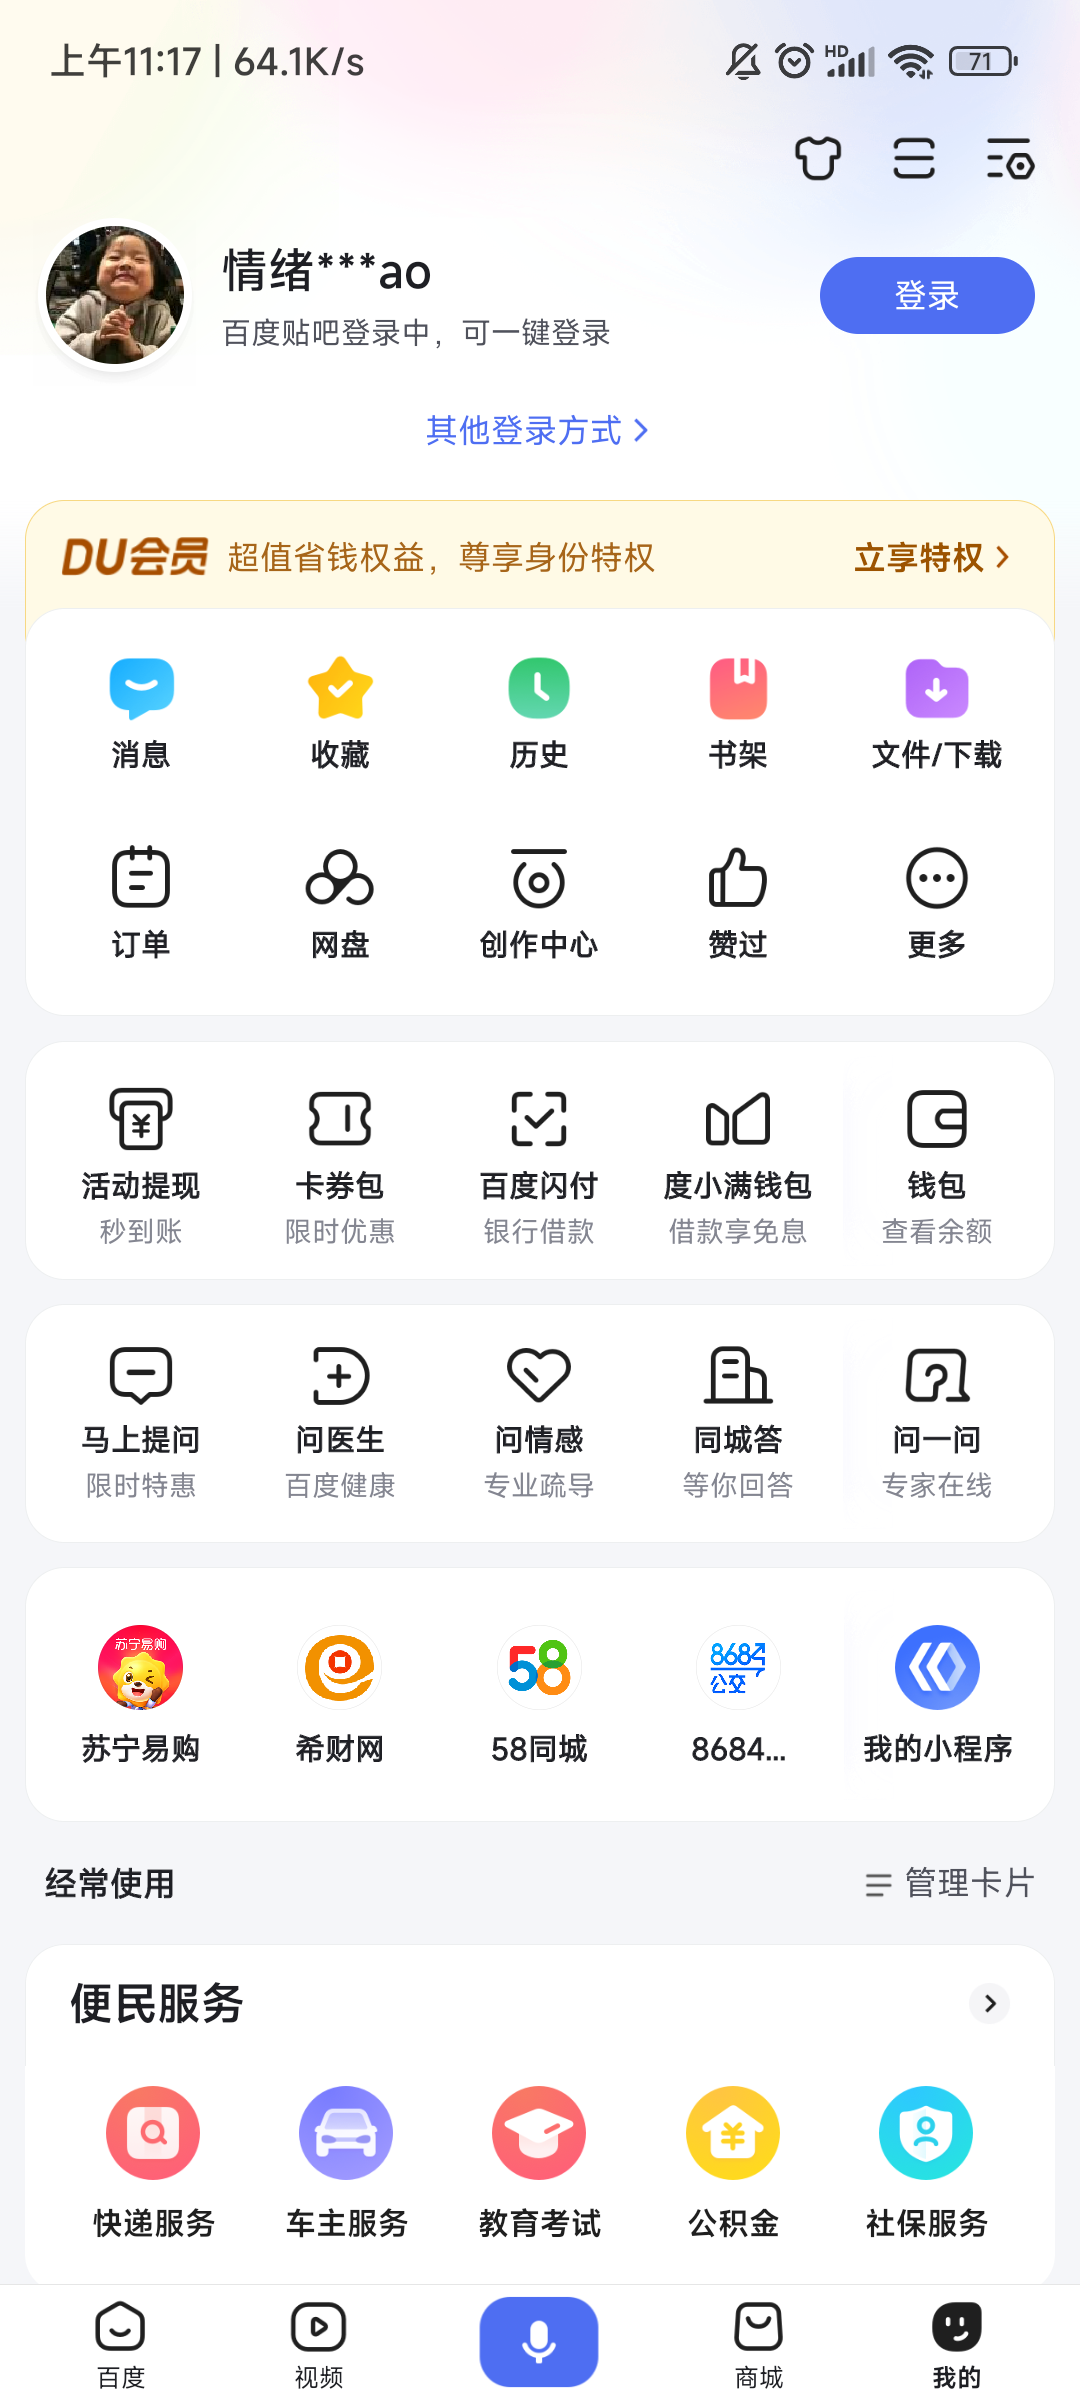 上午11:17 | 64.1K/s
HD
71
情绪***ao
百度贴吧登录中，可一键登录
登录
其他登录方式
DU会员 超值省钱权益，尊享身份特权 立享特权
消息 收藏 历史 书架 文件/下载
订单 网盘 创作中心 赞过 更多
活动提现 卡券包 百度闪付 度小满钱包 钱包
秒到账 限时优惠 银行借款 借款享免息 查看余额
马上提问 问医生 问情感 同城答 问一问
限时特惠 百度健康 专业疏导 等你回答 专家在线
苏宁易购
58
8684
公交
苏宁易购 希财网 58同城 8684... 我的小程序
经常使用 管理卡片
便民服务
快递服务 车主服务 教育考试 公积金 社保服务
百度 视频 商城 我的